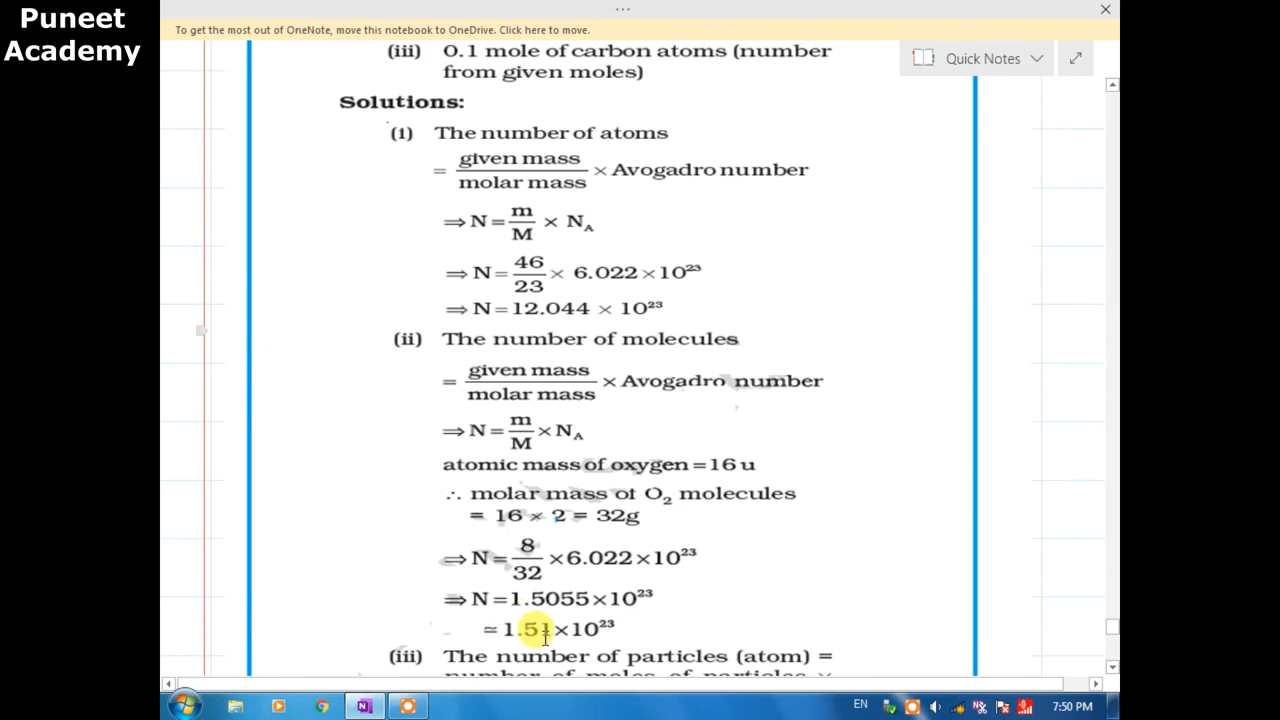 Puneet
Academy
To get the most out of OneNote, move this notebook to OneDrive. Click here to move.
Quick Notes
(iii) 0.1 mole of carbon atoms (number
from given moles)
Solutions:
(i) The number of atoms
= given mass / molar mass × Avogadro number
⇒ N = m/M × N_A
⇒ N = 46/23 × 6.022 × 10²³
⇒ N = 12.044 × 10²³
(ii) The number of molecules
= given mass / molar mass × Avogadro number
⇒ N = m/M × N_A
atomic mass of oxygen = 16 u
∴ molar mass of O₂ molecules
= 16 × 2 = 32g
⇒ N = 8/32 × 6.022 × 10²³
⇒ N = 1.5055 × 10²³
≃ 1.51 × 10²³
(iii) The number of particles (atom) =
number of moles of particles ×
EN
7:50 PM